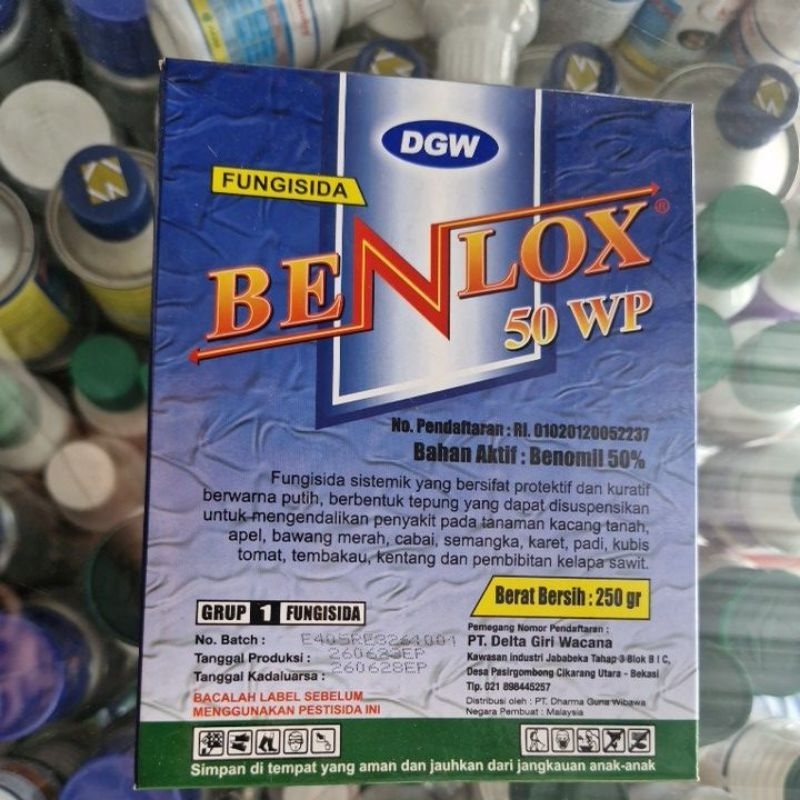 DGW
FUNGISIDA
BENLOX®
50 WP
No. Pendaftaran : RI. 01020120052237
Bahan Aktif : Benomil 50%
Fungisida sistemik yang bersifat protektif dan kuratif
berwarna putih, berbentuk tepung yang dapat disuspensikan
untuk mengendalikan penyakit pada tanaman kacang tanah,
apel, bawang merah, cabai, semangka, karet, padi, kubis
tomat, tembakau, kentang dan pembibitan kelapa sawit.
Berat Bersih : 250 gr
GRUP 1 FUNGISIDA
No. Batch :
Tanggal Produksi : 260623EP
Tanggal Kadaluarsa : 260628EP
BACALAH LABEL SEBELUM
MENGGUNAKAN PESTISIDA INI
Pemegang Nomor Pendaftaran :
PT. Delta Giri Wacana
Kawasan Industri Jababeka Tahap 3 Blok B I C,
Desa Pasirgombong Cikarang Utara - Bekasi
Tlp. 021 898445257
Distribusi oleh : PT. Dharma Guna Wibawa
Negara Pembuat : Malaysia
Simpan di tempat yang aman dan jauhkan dari jangkauan anak-anak